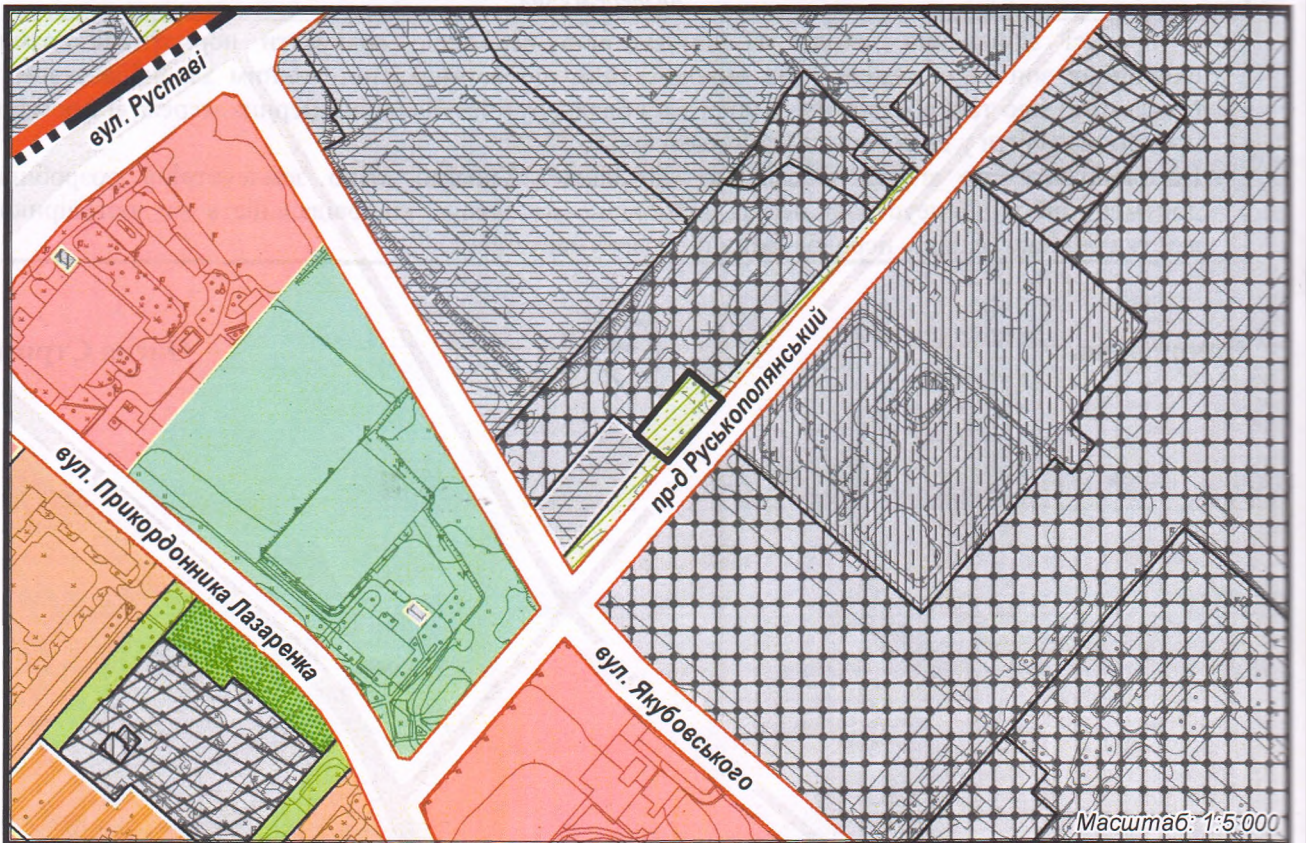 вул. Руставі
пр-д Руськополянський
вул. Прикордонника Лазаренка
вул. Якубовського
Масштаб: 1:5 000